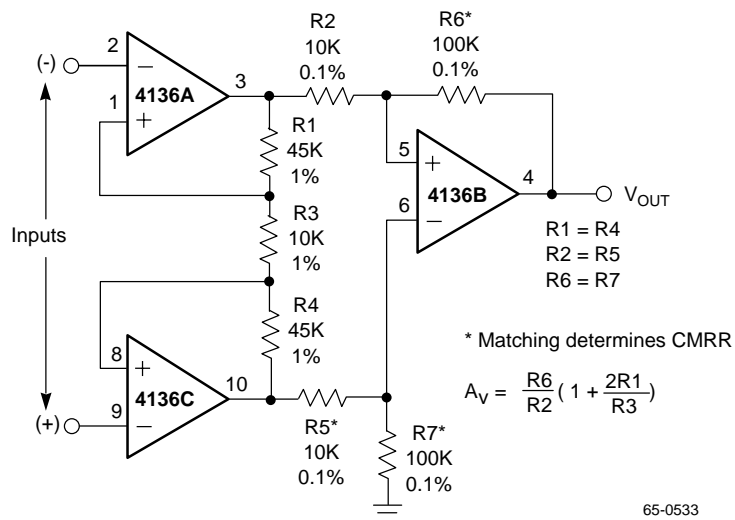 R2
10K
0.1%
R6*
100K
0.1%
(-)
2
−
4136A
3
1
+
R1
45K
1%
5
+
4136B
4
VOUT
6
−
R3
10K
1%
Inputs
R1 = R4
R2 = R5
R6 = R7
R4
45K
1%
8
+
4136C
10
(+)
9
−
* Matching determines CMRR
AV = R6/R2 ( 1 + 2R1/R3 )
R5*
10K
0.1%
R7*
100K
0.1%
65-0533